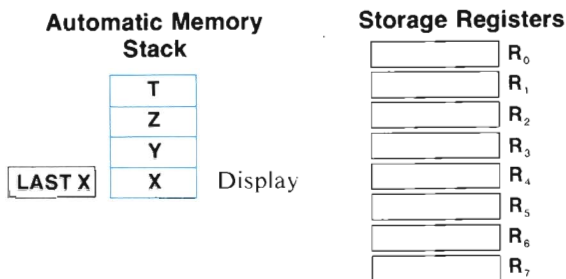 Automatic Memory
Stack
T
Z
Y
LAST X
X
Display
Storage Registers
R₀
R₁
R₂
R₃
R₄
R₅
R₆
R₇